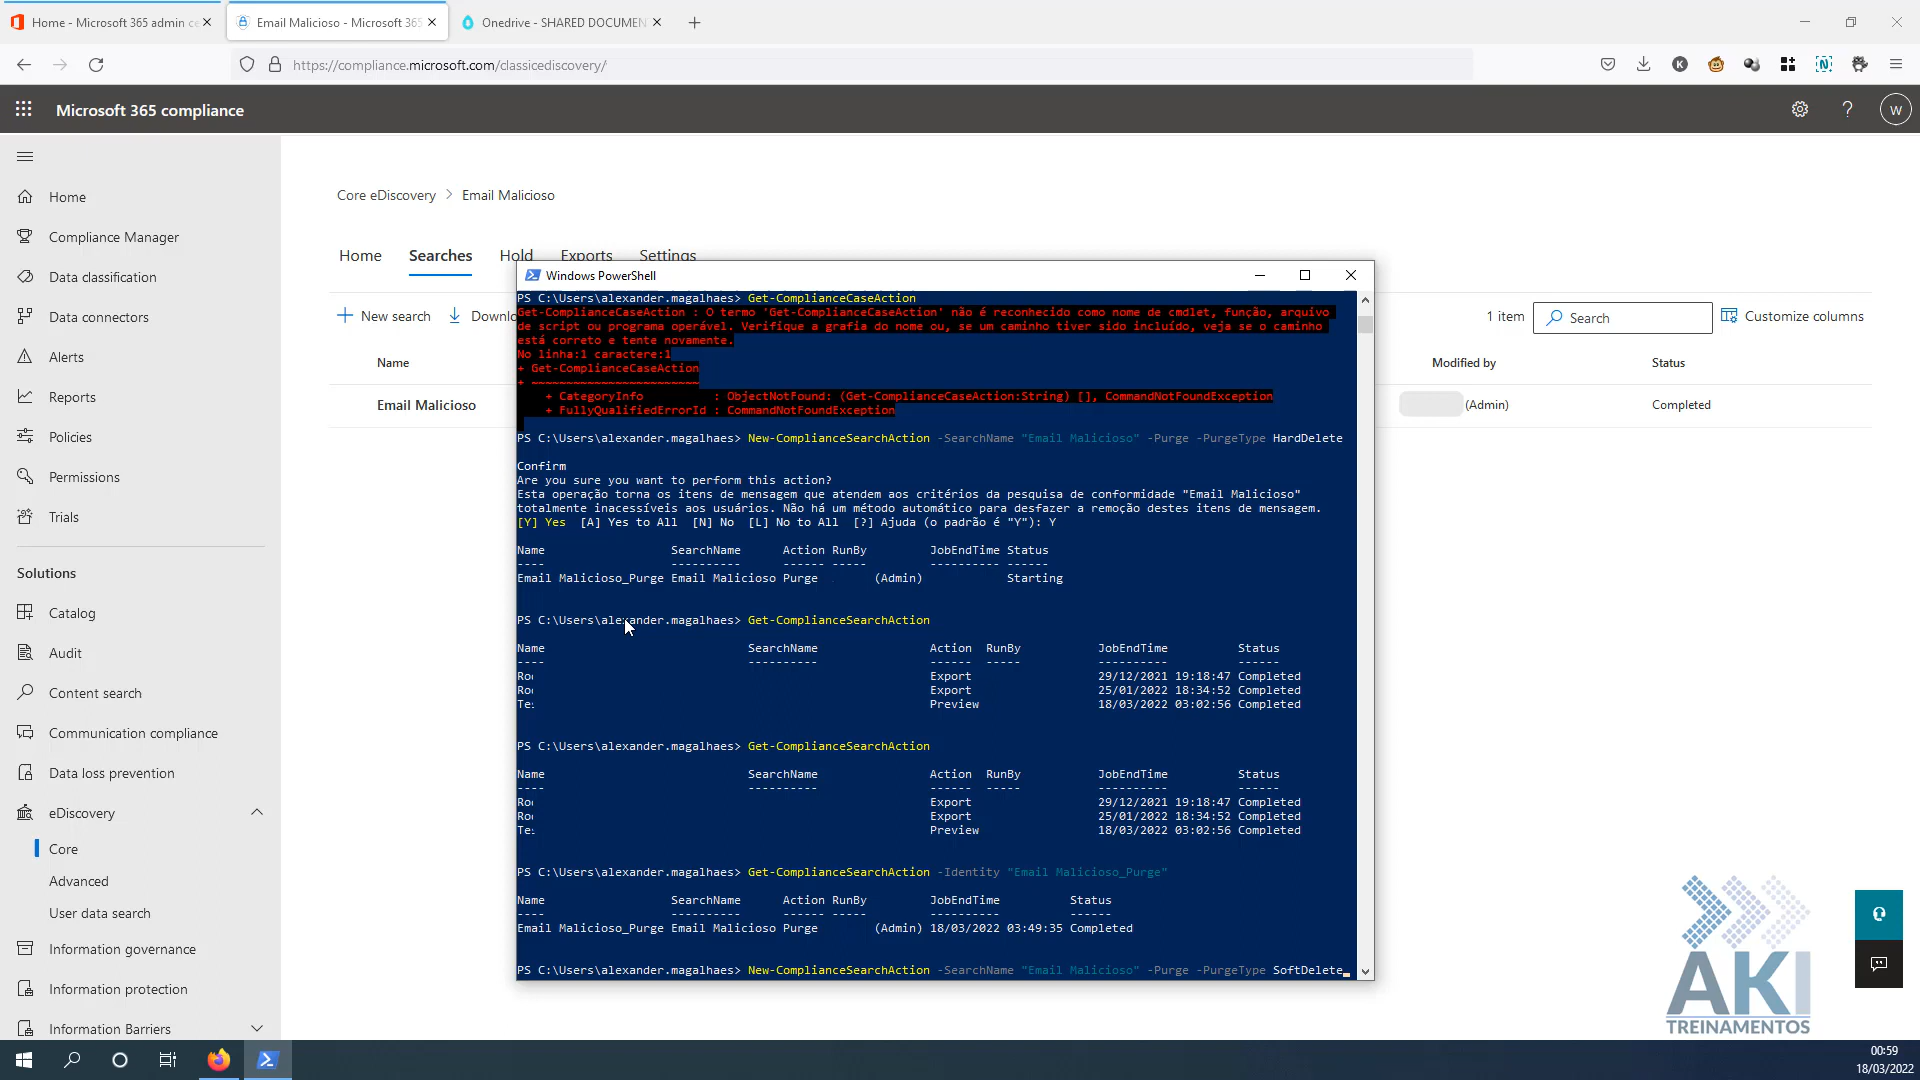 Home - Microsoft 365 admin ce
Email Malicioso - Microsoft 365
Onedrive - SHARED DOCUMEN
https://compliance.microsoft.com/classicediscovery/
Microsoft 365 compliance
W
Home
Compliance Manager
Data classification
Data connectors
Alerts
Reports
Policies
Permissions
Trials
Solutions
Catalog
Audit
Content search
Communication compliance
Data loss prevention
eDiscovery
Core
Advanced
User data search
Information governance
Information protection
Information Barriers
Core eDiscovery > Email Malicioso
Home Searches Hold Exports Settings
New search Downlo
1 item Search Customize columns
Name Modified by Status
Email Malicioso (Admin) Completed
Windows PowerShell
PS C:\Users\alexander.magalhaes> Get-ComplianceCaseAction
Get-ComplianceCaseAction : O termo 'Get-ComplianceCaseAction' não é reconhecido como nome de cmdlet, função, arquivo
de script ou programa operável. Verifique a grafia do nome ou, se um caminho tiver sido incluído, veja se o caminho
está correto e tente novamente.
No linha:1 caractere:1
+ Get-ComplianceCaseAction
+ ~~~~~~~~~~~~~~~~~~~~~~~~
+ CategoryInfo : ObjectNotFound: (Get-ComplianceCaseAction:String) [], CommandNotFoundException
+ FullyQualifiedErrorId : CommandNotFoundException
PS C:\Users\alexander.magalhaes> New-ComplianceSearchAction -SearchName "Email Malicioso" -Purge -PurgeType HardDelete
Confirm
Are you sure you want to perform this action?
Esta operação torna os itens de mensagem que atendem aos critérios da pesquisa de conformidade "Email Malicioso"
totalmente inacessíveis aos usuários. Não há um método automático para desfazer a remoção destes itens de mensagem.
[Y] Yes [A] Yes to All [N] No [L] No to All [?] Ajuda (o padrão é "Y"): Y
Name SearchName Action RunBy JobEndTime Status
---- ---------- ------ ----- ---------- ------
Email Malicioso_Purge Email Malicioso Purge (Admin) Starting
PS C:\Users\alexander.magalhaes> Get-ComplianceSearchAction
Name SearchName Action RunBy JobEndTime Status
---- ---------- ------ ----- ---------- ------
Export 29/12/2021 19:18:47 Completed
Export 25/01/2022 18:34:52 Completed
Preview 18/03/2022 03:02:56 Completed
PS C:\Users\alexander.magalhaes> Get-ComplianceSearchAction
Name SearchName Action RunBy JobEndTime Status
---- ---------- ------ ----- ---------- ------
Export 29/12/2021 19:18:47 Completed
Export 25/01/2022 18:34:52 Completed
Preview 18/03/2022 03:02:56 Completed
PS C:\Users\alexander.magalhaes> Get-ComplianceSearchAction -Identity "Email Malicioso_Purge"
Name SearchName Action RunBy JobEndTime Status
---- ---------- ------ ----- ---------- ------
Email Malicioso_Purge Email Malicioso Purge (Admin) 18/03/2022 03:49:35 Completed
PS C:\Users\alexander.magalhaes> New-ComplianceSearchAction -SearchName "Email Malicioso" -Purge -PurgeType SoftDelete
AKI
TREINAMENTOS
00:59
18/03/2022